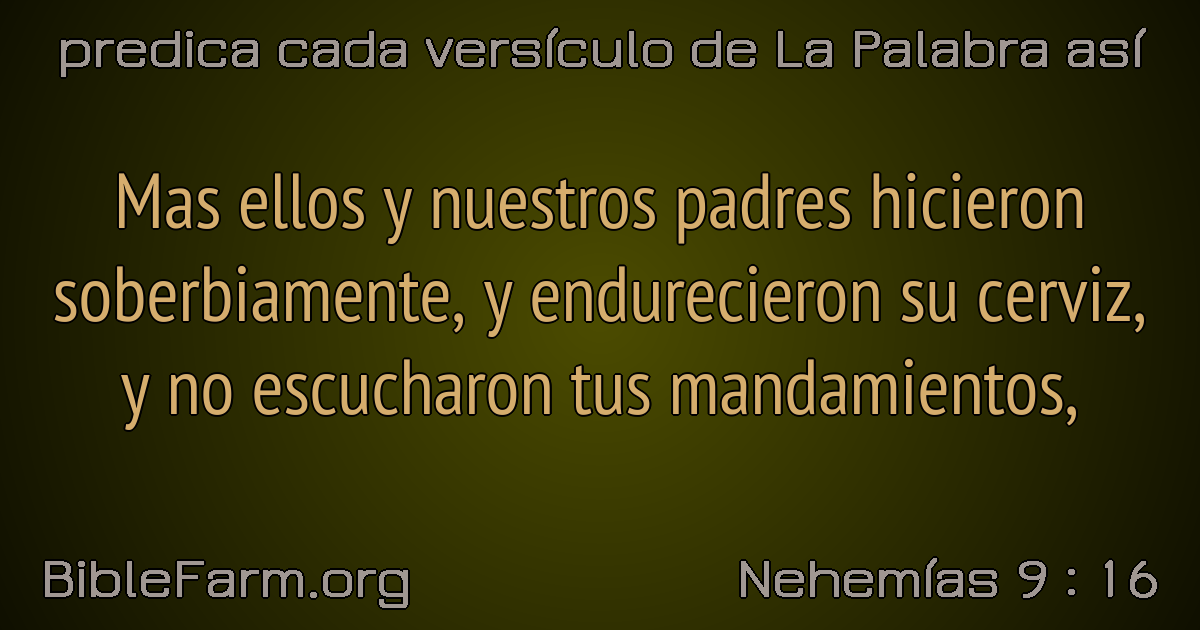 predica cada versículo de La Palabra así
Mas ellos y nuestros padres hicieron
soberbiamente, y endurecieron su cerviz,
y no escucharon tus mandamientos,
BibleFarm.org
Nehemías 9 : 16